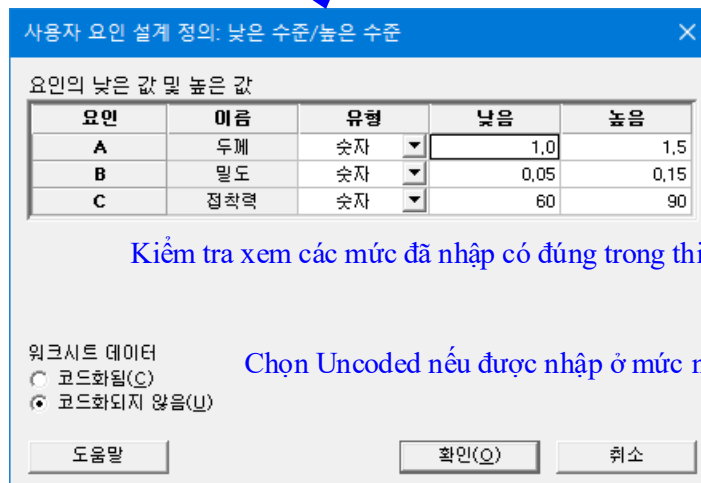 사용자 요인 설계 정의: 낮은 수준/높은 수준
요인의 낮은 값 및 높은 값
요인 이름 유형 낮음 높음
A 두께 숫자 1,0 1,5
B 밀도 숫자 0,05 0,15
C 접착력 숫자 60 90
Kiểm tra xem các mức đã nhập có đúng trong thi
워크시트 데이터
코드화됨(C)
Chọn Uncoded nếu được nhập ở mức
코드화되지 않음(U)
도움말 확인(O) 취소